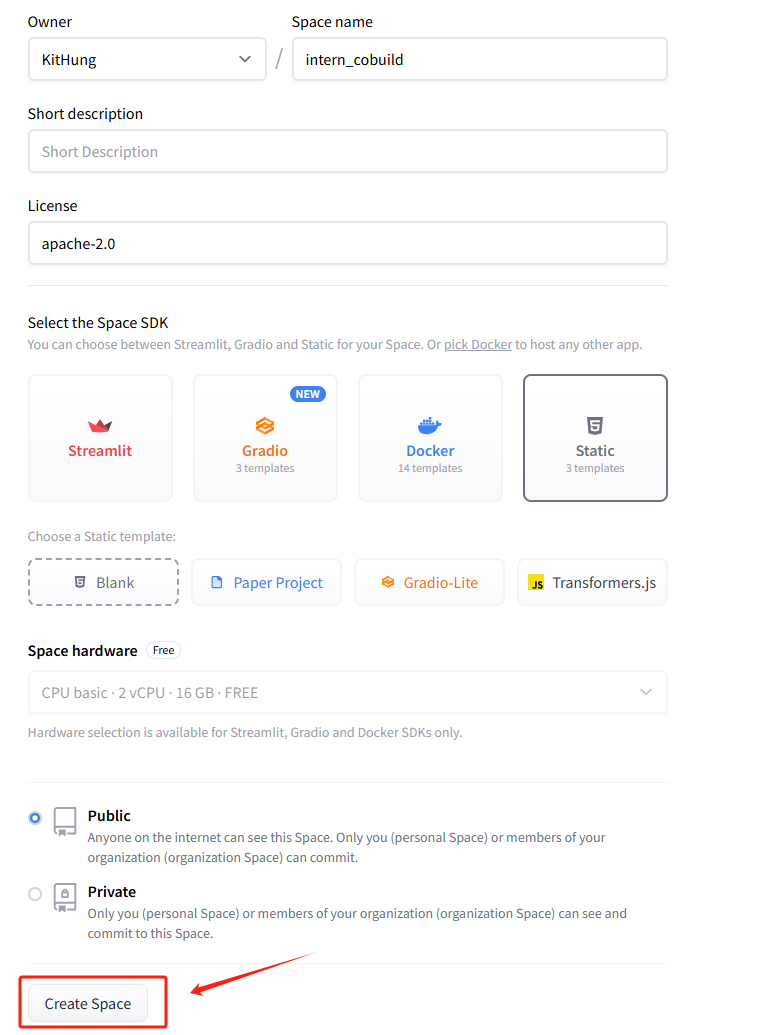 Owner
Space name
KitHung
/
intern_cobuild
Short description
Short Description
License
apache-2.0
Select the Space SDK
You can choose between Streamlit, Gradio and Static for your Space. Or pick Docker to host any other app.
NEW
Streamlit
Gradio
3 templates
Docker
14 templates
Static
3 templates
Choose a Static template:
Blank
Paper Project
Gradio-Lite
JS Transformers.js
Space hardware Free
CPU basic · 2 vCPU · 16 GB · FREE
Hardware selection is available for Streamlit, Gradio and Docker SDKs only.
Public
Anyone on the internet can see this Space. Only you (personal Space) or members of your
organization (organization Space) can commit.
Private
Only you (personal Space) or members of your organization (organization Space) can see and
commit to this Space.
Create Space